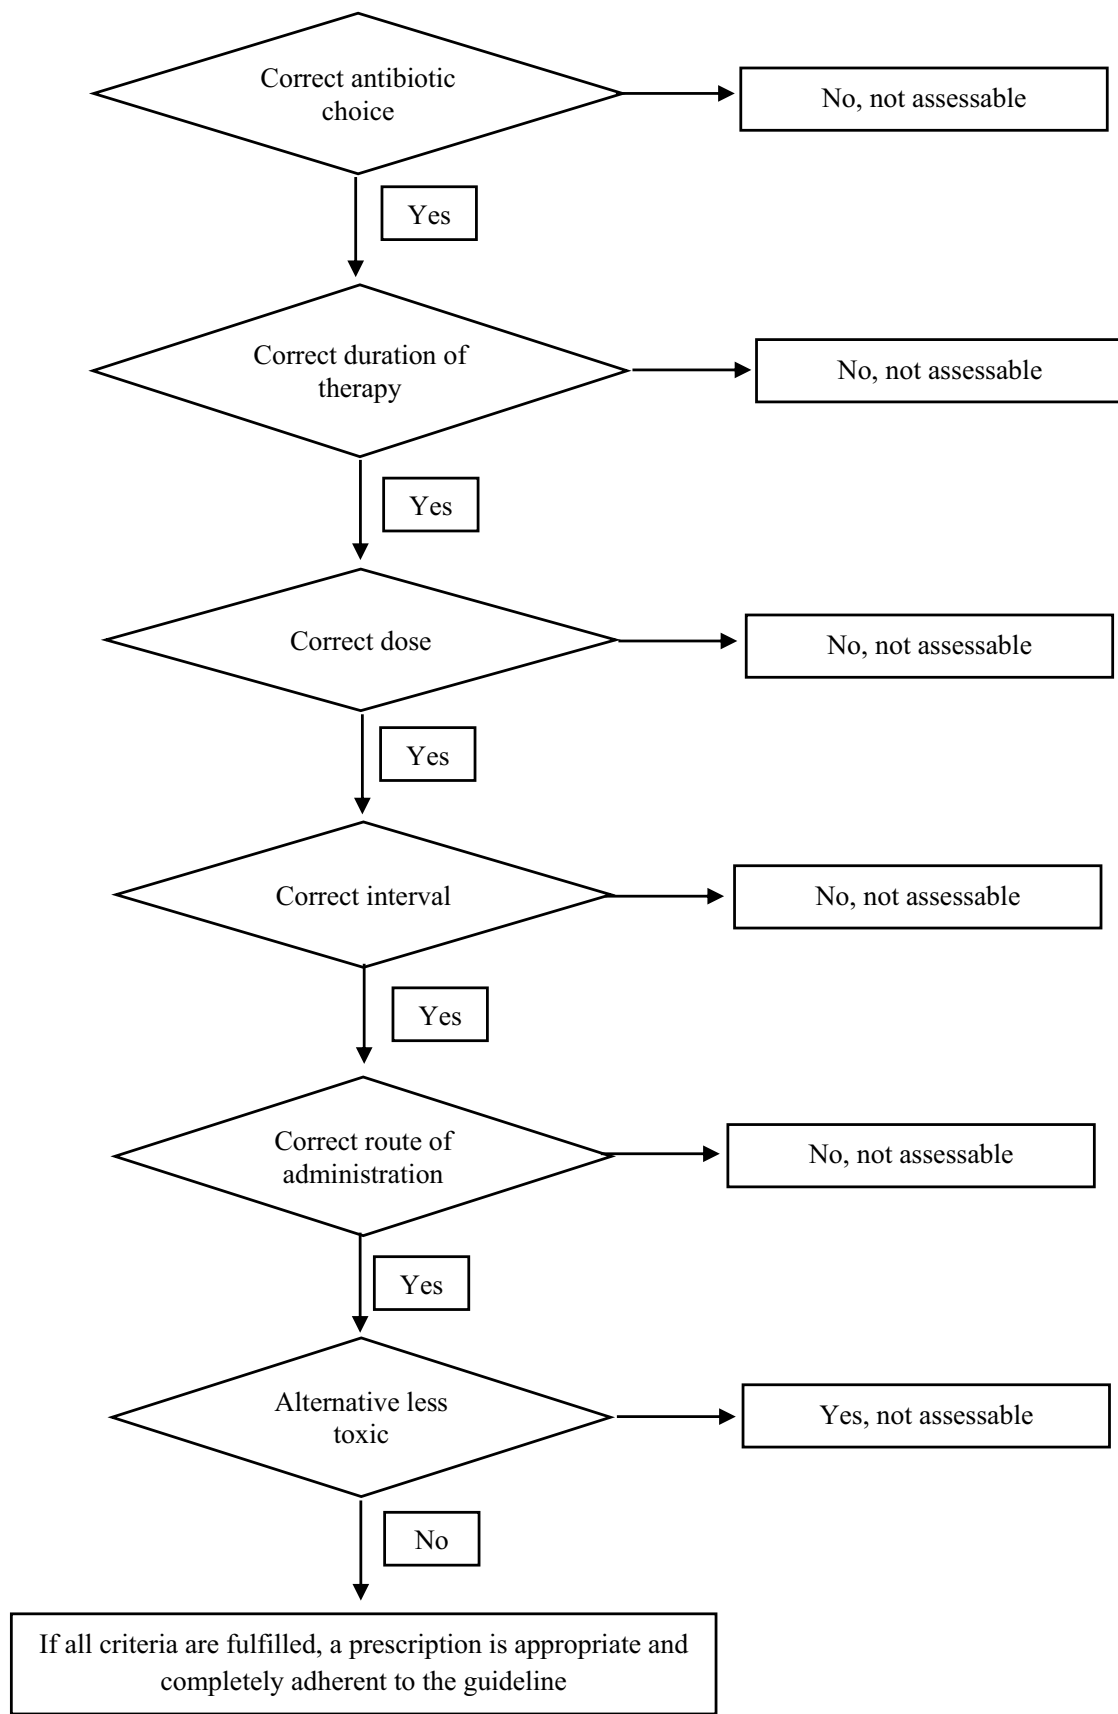 Correct antibiotic
choice
No, not assessable
Yes
Correct duration of
therapy
No, not assessable
Yes
Correct dose
No, not assessable
Yes
Correct interval
No, not assessable
Yes
Correct route of
administration
No, not assessable
Yes
Alternative less
toxic
Yes, not assessable
No
If all criteria are fulfilled, a prescription is appropriate and
completely adherent to the guideline